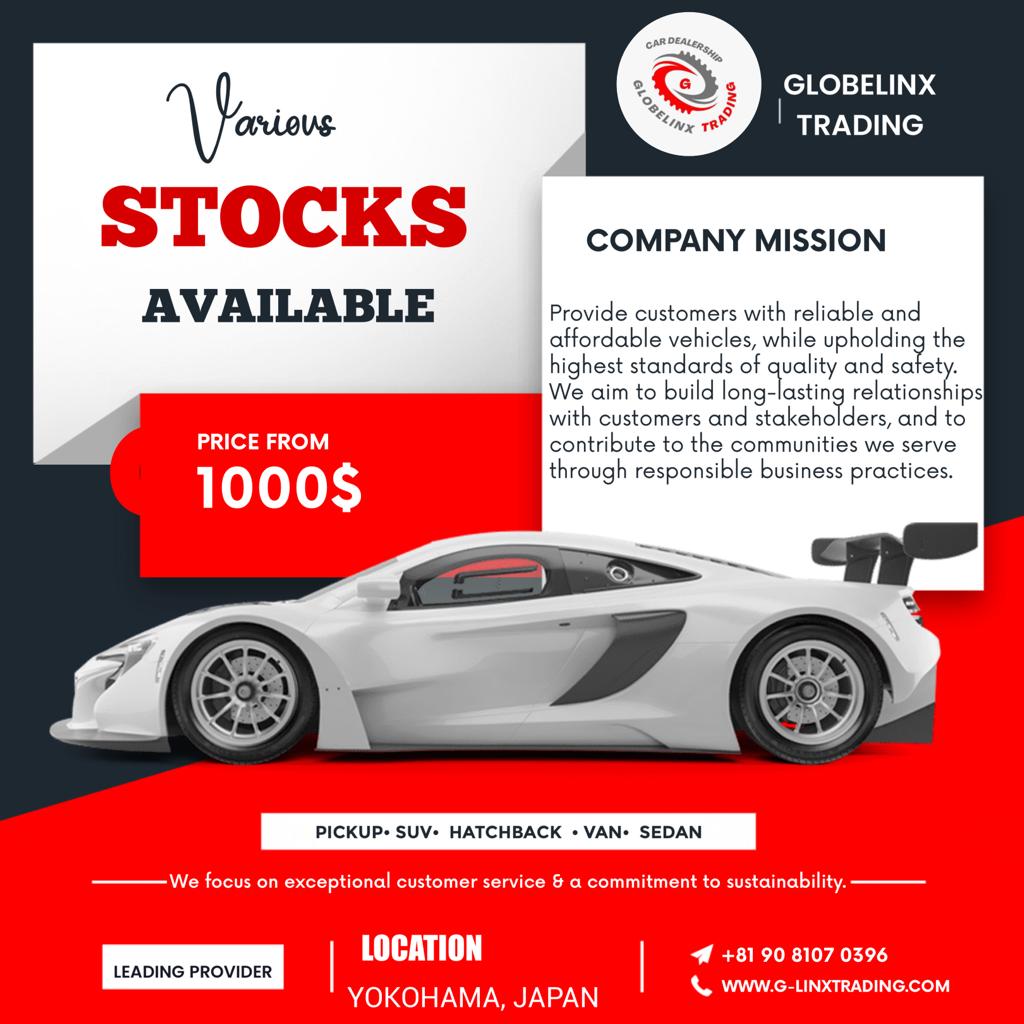 Various
STOCKS
AVAILABLE
CAR DEALERSHIP
G
GLOBELINX TRADING
GLOBELINX
TRADING
COMPANY MISSION
Provide customers with reliable and
affordable vehicles, while upholding the
highest standards of quality and safety.
We aim to build long-lasting relationships
with customers and stakeholders, and to
contribute to the communities we serve
through responsible business practices.
PRICE FROM
1000$
PICKUP• SUV• HATCHBACK • VAN• SEDAN
We focus on exceptional customer service & a commitment to sustainability.
LEADING PROVIDER
LOCATION
YOKOHAMA, JAPAN
+81 90 8107 0396
WWW.G-LINXTRADING.COM